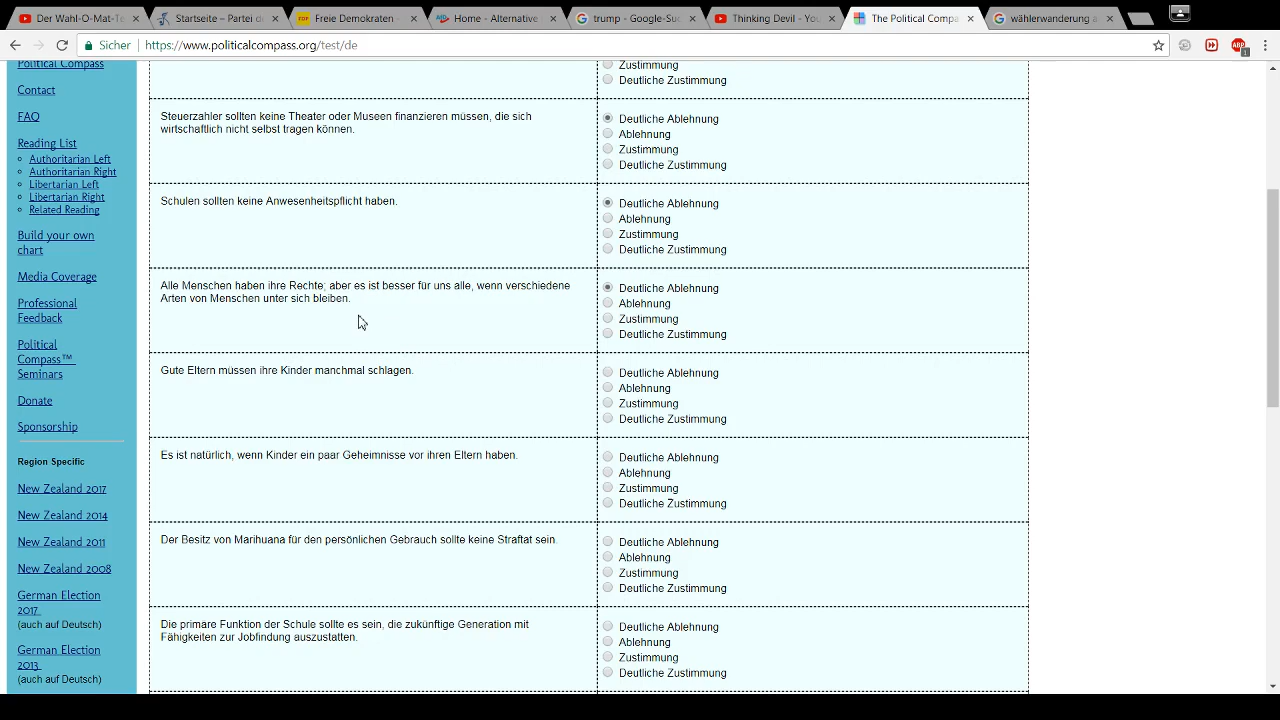 Der Wahl-O-Mat-Te
Startseite – Partei de
Freie Demokraten -
Home - Alternative
trump - Google-Suc
Thinking Devil - You
The Political Compa
wählerwanderung a
Sicher
https://www.politicalcompass.org/test/de
Political Compass
Contact
FAQ
Reading List
Authoritarian Left
Authoritarian Right
Libertarian Left
Libertarian Right
Related Reading
Build your own
chart
Media Coverage
Professional
Feedback
Political
Compass™
Seminars
Donate
Sponsorship
Region Specific
New Zealand 2017
New Zealand 2014
New Zealand 2011
New Zealand 2008
German Election
2017
(auch auf Deutsch)
German Election
2013
(auch auf Deutsch)
Zustimmung
Deutliche Zustimmung
Steuerzahler sollten keine Theater oder Museen finanzieren müssen, die sich
wirtschaftlich nicht selbst tragen können.
Deutliche Ablehnung
Ablehnung
Zustimmung
Deutliche Zustimmung
Schulen sollten keine Anwesenheitspflicht haben.
Deutliche Ablehnung
Ablehnung
Zustimmung
Deutliche Zustimmung
Alle Menschen haben ihre Rechte; aber es ist besser für uns alle, wenn verschiedene
Arten von Menschen unter sich bleiben.
Deutliche Ablehnung
Ablehnung
Zustimmung
Deutliche Zustimmung
Gute Eltern müssen ihre Kinder manchmal schlagen.
Deutliche Ablehnung
Ablehnung
Zustimmung
Deutliche Zustimmung
Es ist natürlich, wenn Kinder ein paar Geheimnisse vor ihren Eltern haben.
Deutliche Ablehnung
Ablehnung
Zustimmung
Deutliche Zustimmung
Der Besitz von Marihuana für den persönlichen Gebrauch sollte keine Straftat sein.
Deutliche Ablehnung
Ablehnung
Zustimmung
Deutliche Zustimmung
Die primäre Funktion der Schule sollte es sein, die zukünftige Generation mit
Fähigkeiten zur Jobfindung auszustatten.
Deutliche Ablehnung
Ablehnung
Zustimmung
Deutliche Zustimmung